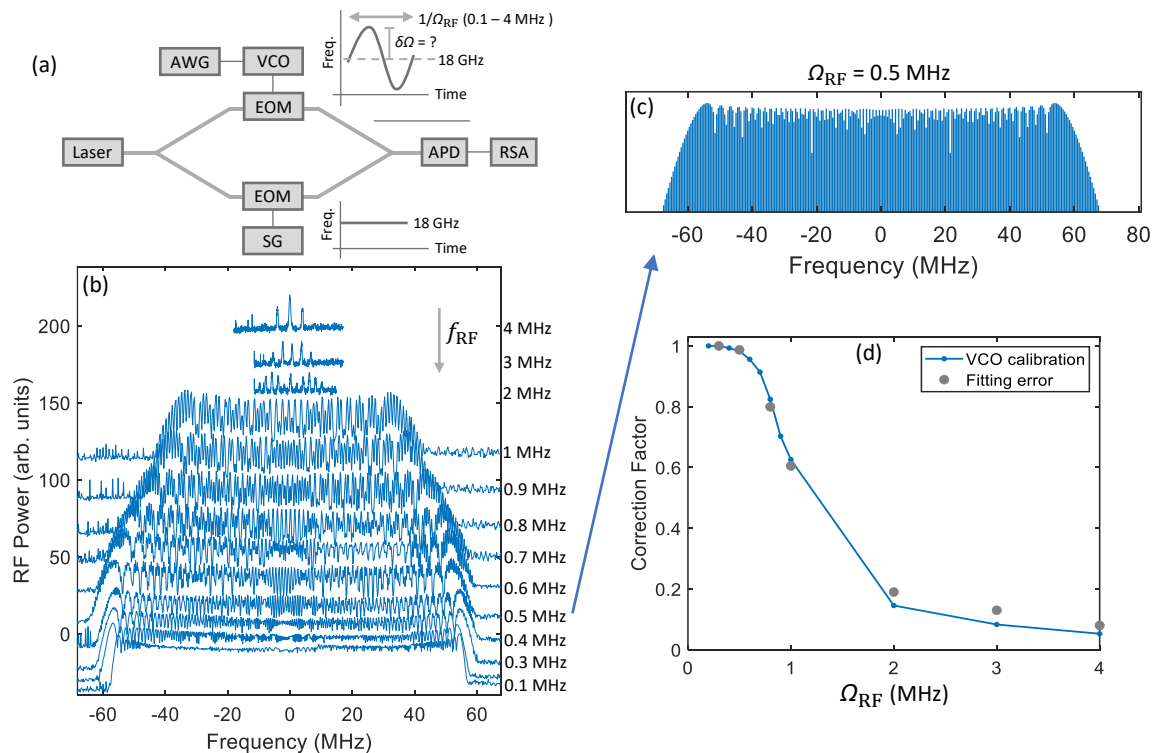 (a)
AWG
VCO
EOM
Laser
APD
RSA
EOM
SG
1/Ω_RF (0.1 – 4 MHz )
Freq.
δΩ = ?
18 GHz
Time
Freq.
18 GHz
Time
(b)
RF Power (arb. units)
200
150
100
50
0
f_RF
4 MHz
3 MHz
2 MHz
1 MHz
0.9 MHz
0.8 MHz
0.7 MHz
0.6 MHz
0.5 MHz
0.4 MHz
0.3 MHz
0.1 MHz
-60 -40 -20 0 20 40 60
Frequency (MHz)
Ω_RF = 0.5 MHz
(c)
-60 -40 -20 0 20 40 60 80
Frequency (MHz)
(d)
VCO calibration
Fitting error
Correction Factor
1
0.8
0.6
0.4
0.2
0
0 1 2 3 4
Ω_RF (MHz)